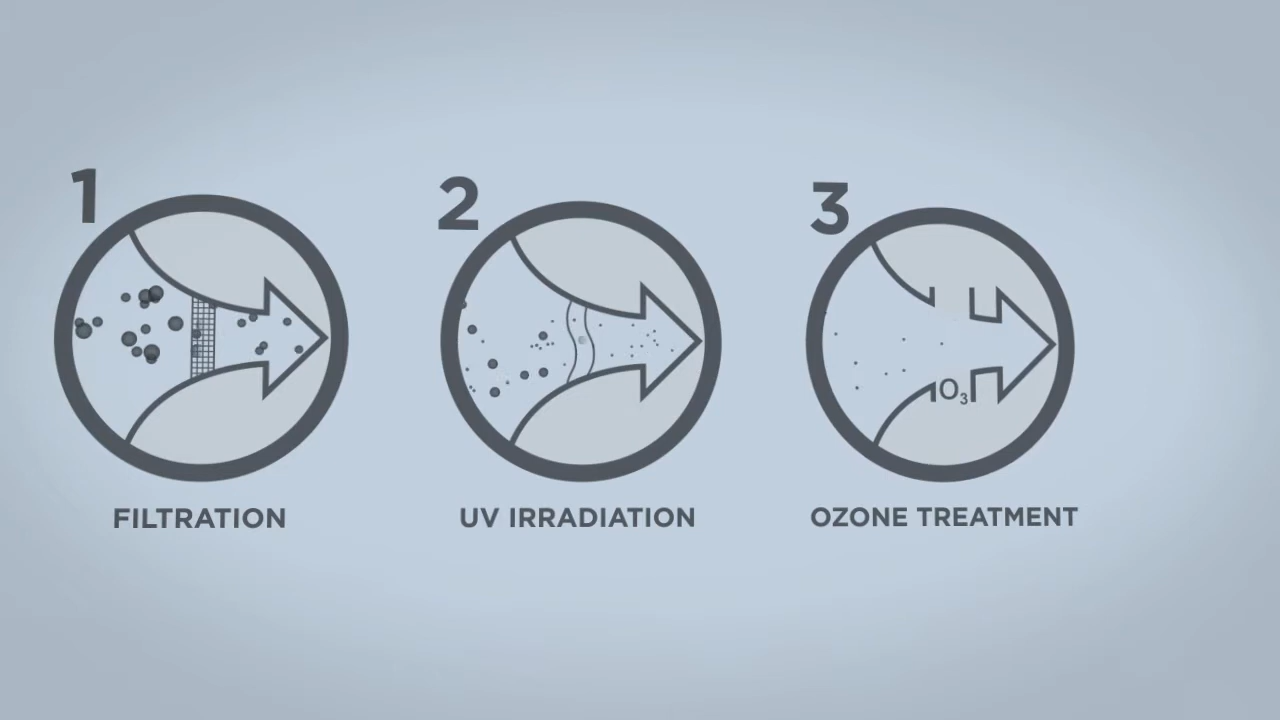 1
2
3
O₃
FILTRATION
UV IRRADIATION
OZONE TREATMENT